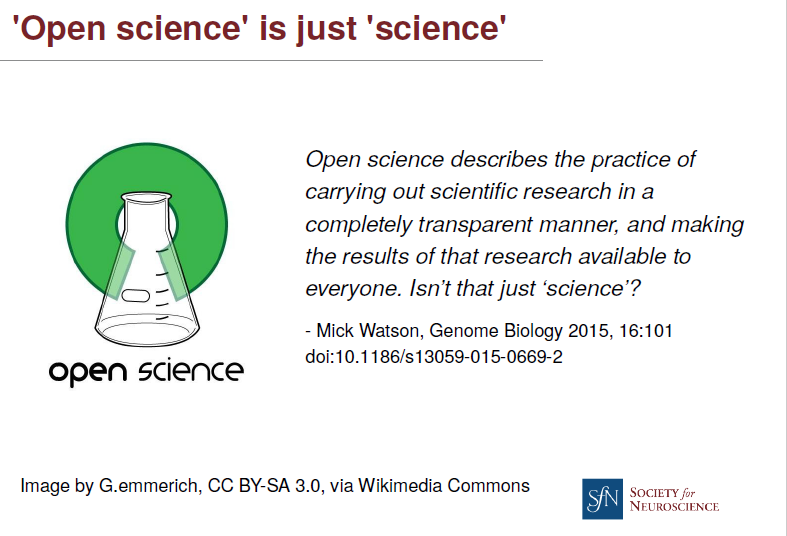 'Open science' is just 'science'
Open science describes the practice of
carrying out scientific research in a
completely transparent manner, and making
the results of that research available to
everyone. Isn’t that just ‘science’?
- Mick Watson, Genome Biology 2015, 16:101
doi:10.1186/s13059-015-0669-2
open science
Image by G.emmerich, CC BY-SA 3.0, via Wikimedia Commons
SfN
SOCIETY for
NEUROSCIENCE